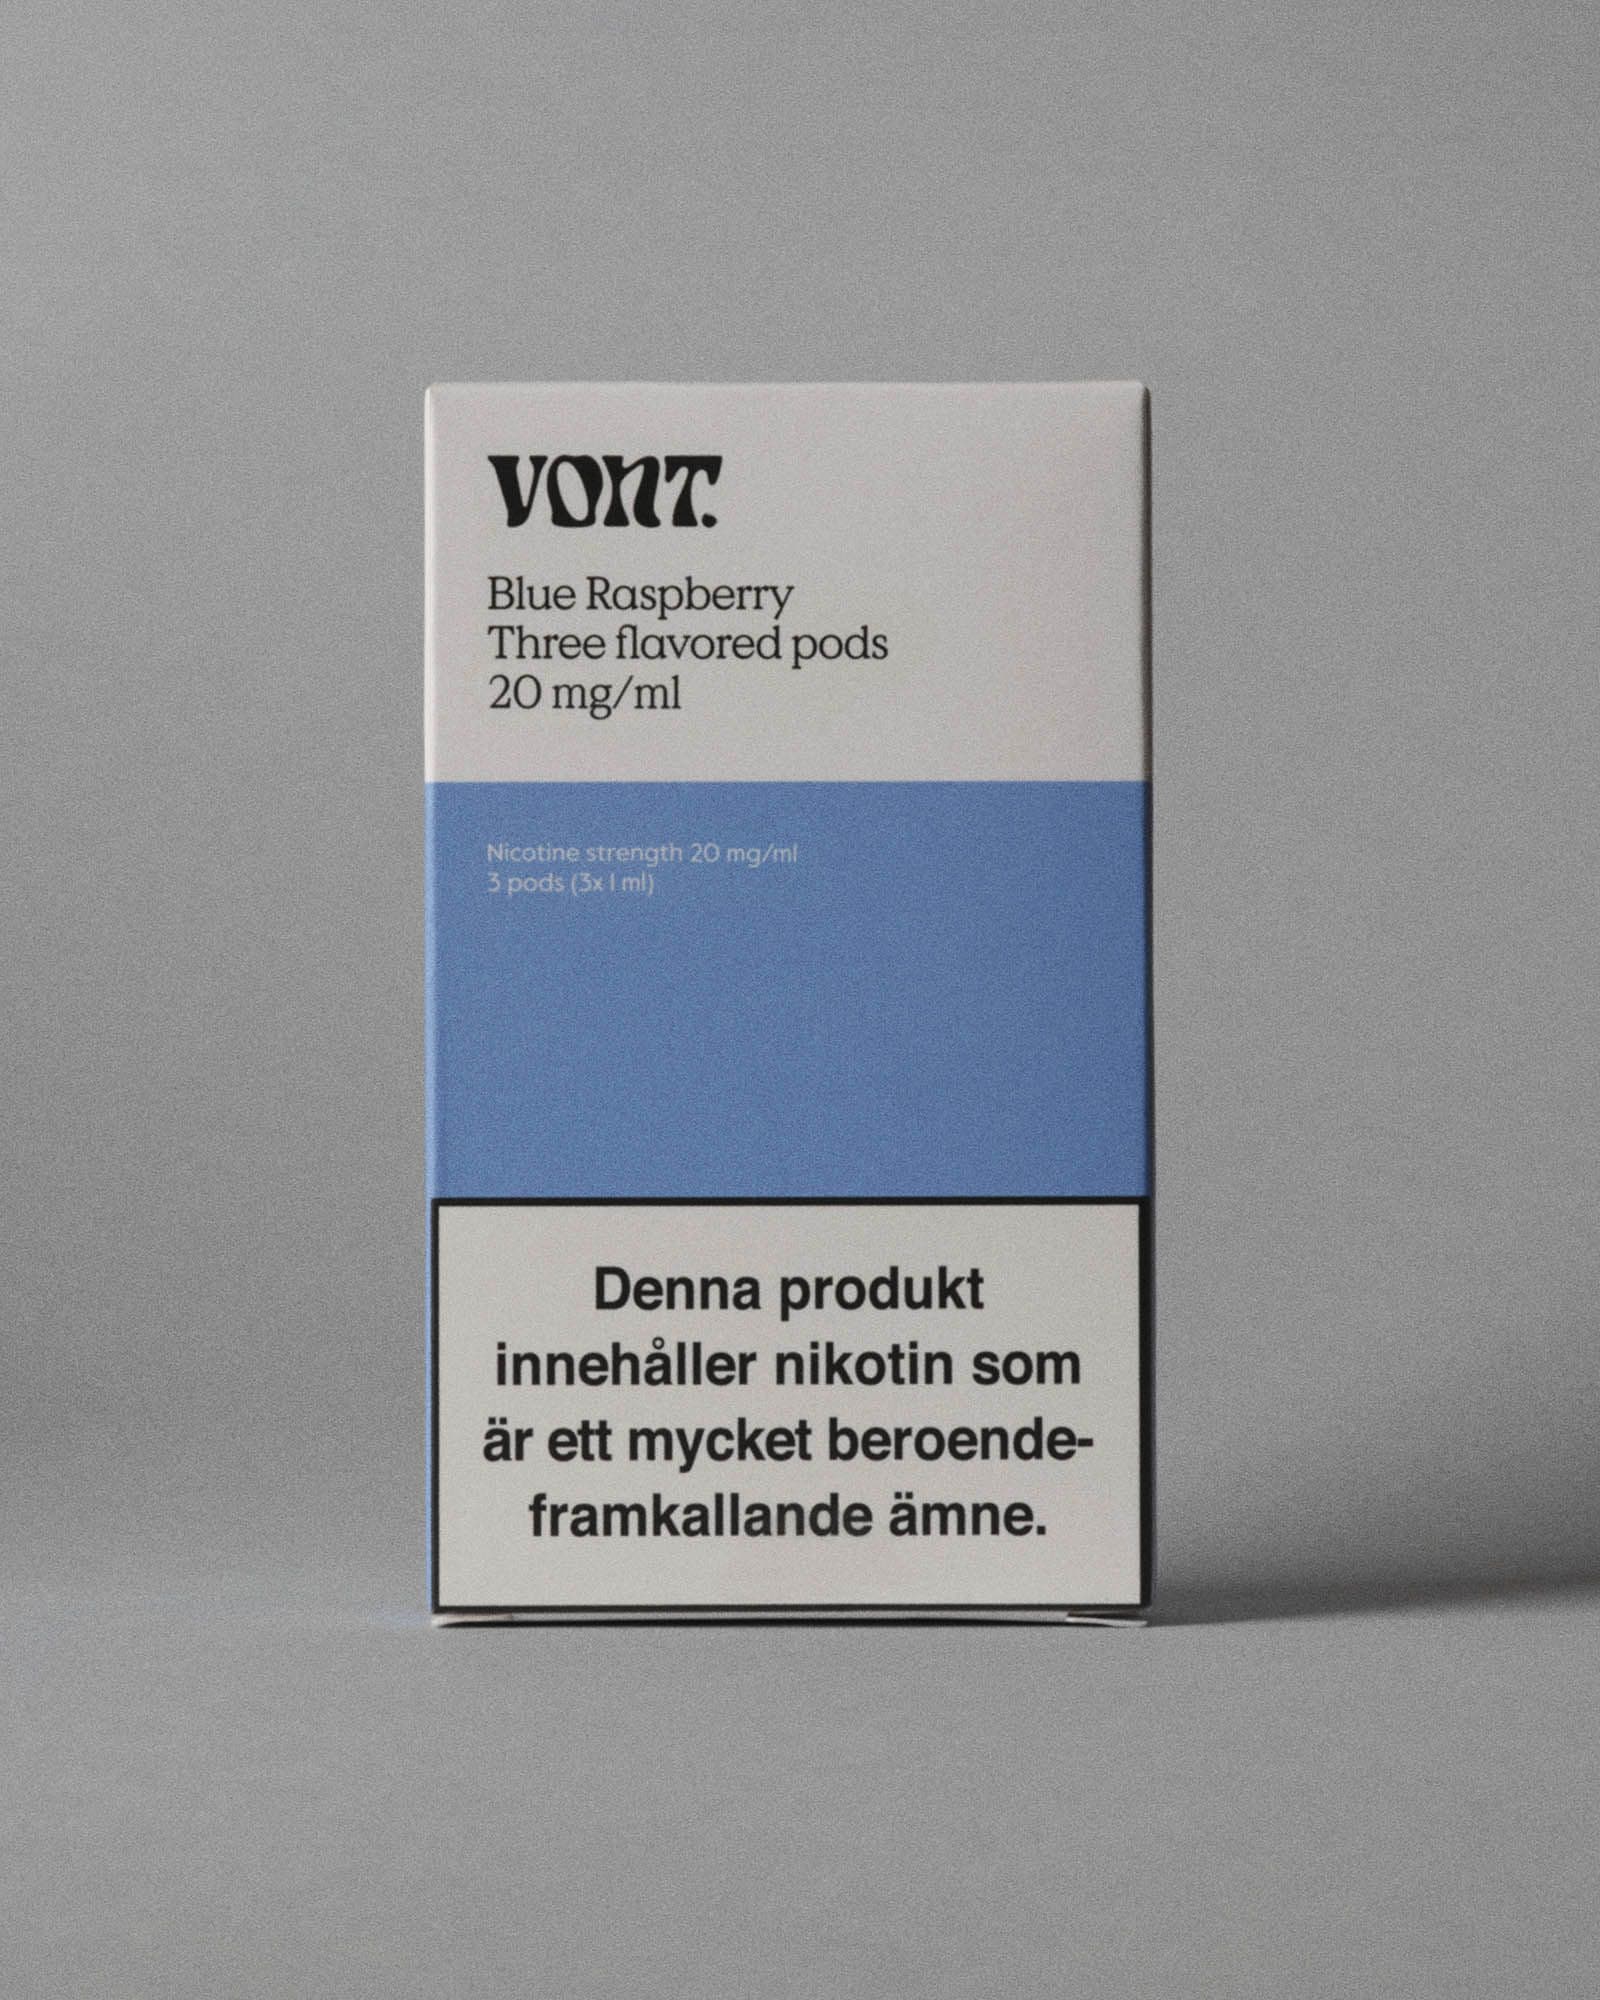 VONT.
Blue Raspberry
Three flavored pods
20 mg/ml
Nicotine strength 20 mg/ml
3 pods (3x 1 ml)
Denna produkt
innehåller nikotin som
är ett mycket beroende-
framkallande ämne.